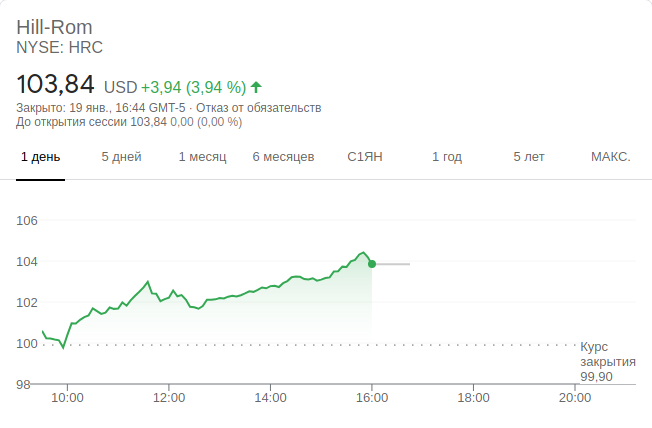 Hill-Rom
NYSE: HRC
103,84 USD +3,94 (3,94 %)
Закрыто: 19 янв., 16:44 GMT-5 · Отказ от обязательств
До открытия сессии 103,84 0,00 (0,00 %)
1 день 5 дней 1 месяц 6 месяцев С1ЯН 1 год 5 лет МАКС.
106
104
102
100
98
Курс
закрытия
99,90
10:00 12:00 14:00 16:00 18:00 20:00